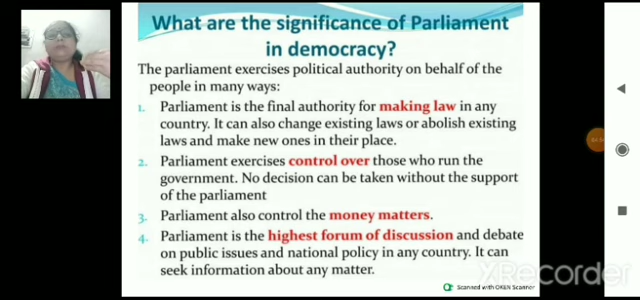 What are the significance of Parliament
in democracy?
The parliament exercises political authority on behalf of the
people in many ways:
1. Parliament is the final authority for making law in any
country. It can also change existing laws or abolish existing
laws and make new ones in their place.
2. Parliament exercises control over those who run the
government. No decision can be taken without the support
of the parliament
3. Parliament also control the money matters.
4. Parliament is the highest forum of discussion and debate
on public issues and national policy in any country. It can
seek information about any matter.
Scanned with OKEN Scanner
XRecorder